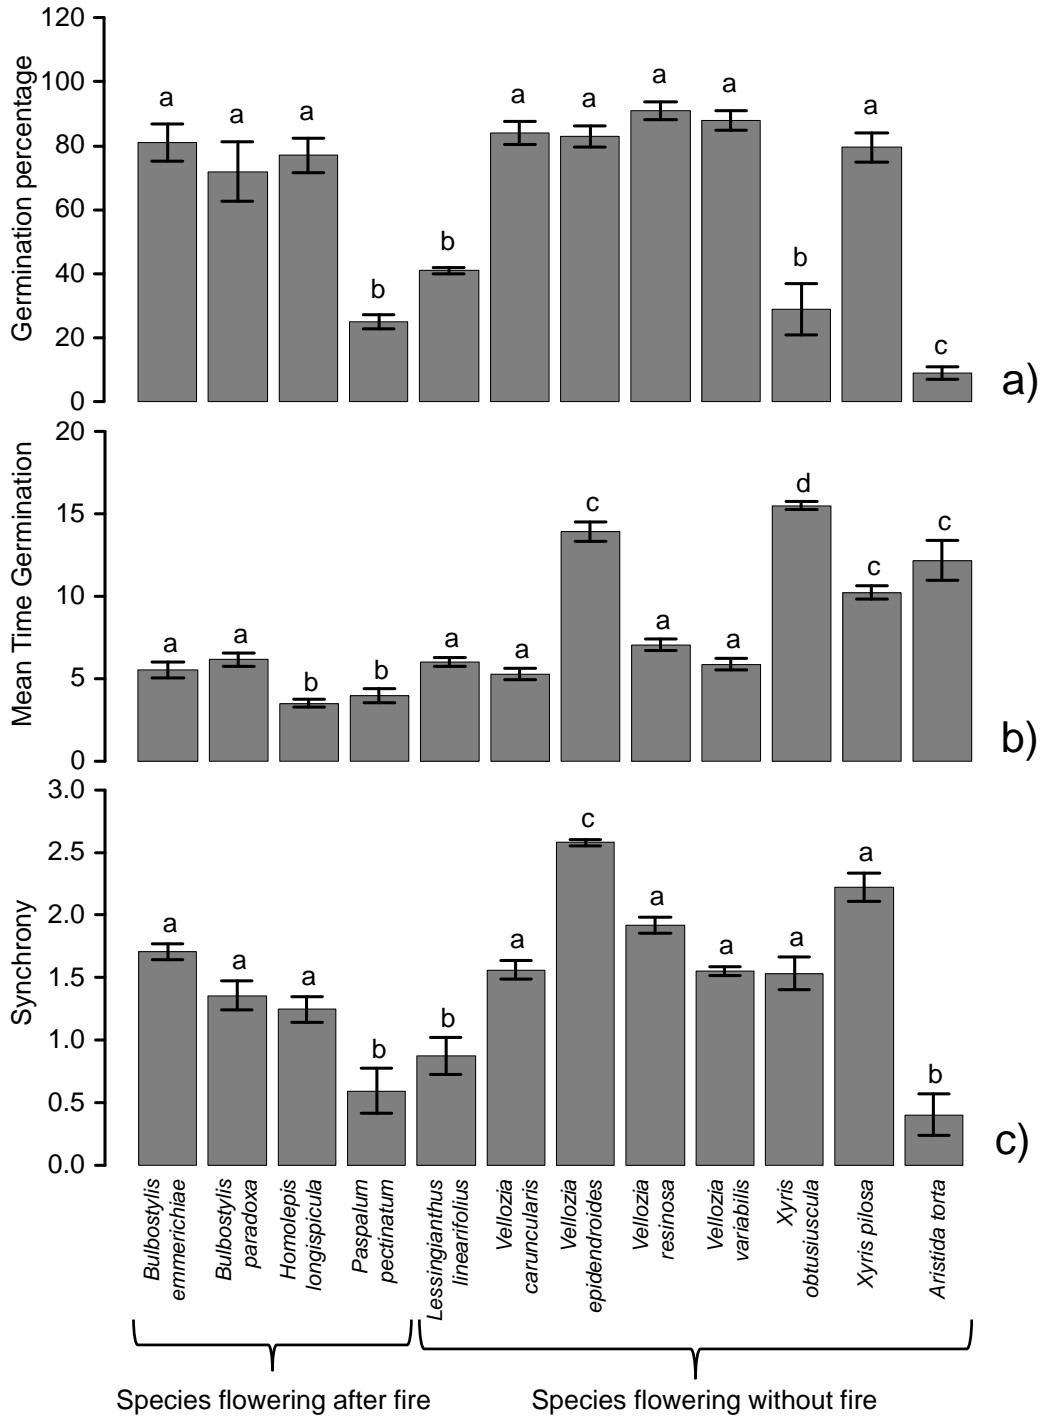 120
100
80
60
40
20
0
Germination percentage
a
a
a
b
b
a
a
a
a
b
a
c
a)
20
15
10
5
0
Mean Time Germination
a
a
b
b
a
a
c
a
a
d
c
c
b)
3.0
2.5
2.0
1.5
1.0
0.5
0.0
Synchrony
a
a
a
b
b
a
c
a
a
a
a
b
c)
Bulbostylis
emmerichiae
Bulbostylis
paradoxa
Homolepis
longispicula
Paspalum
pectinatum
Lessingianthus
linearifolius
Vellozia
caruncularis
Vellozia
epidendroides
Vellozia
resinosa
Vellozia
variabilis
Xyris
obtusiuscula
Xyris pilosa
Aristida torta
Species flowering after fire
Species flowering without fire